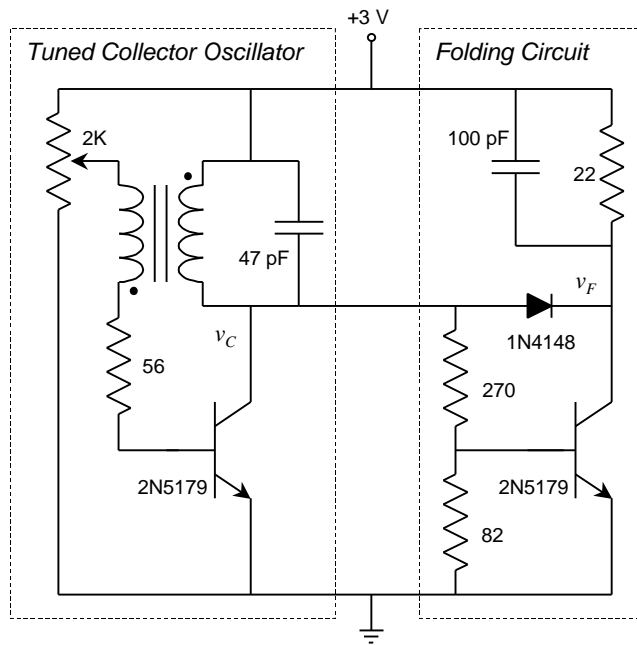 +3 V
Tuned Collector Oscillator
Folding Circuit
2K
100 pF
22
47 pF
v_F
v_C
1N4148
56
270
2N5179
2N5179
82